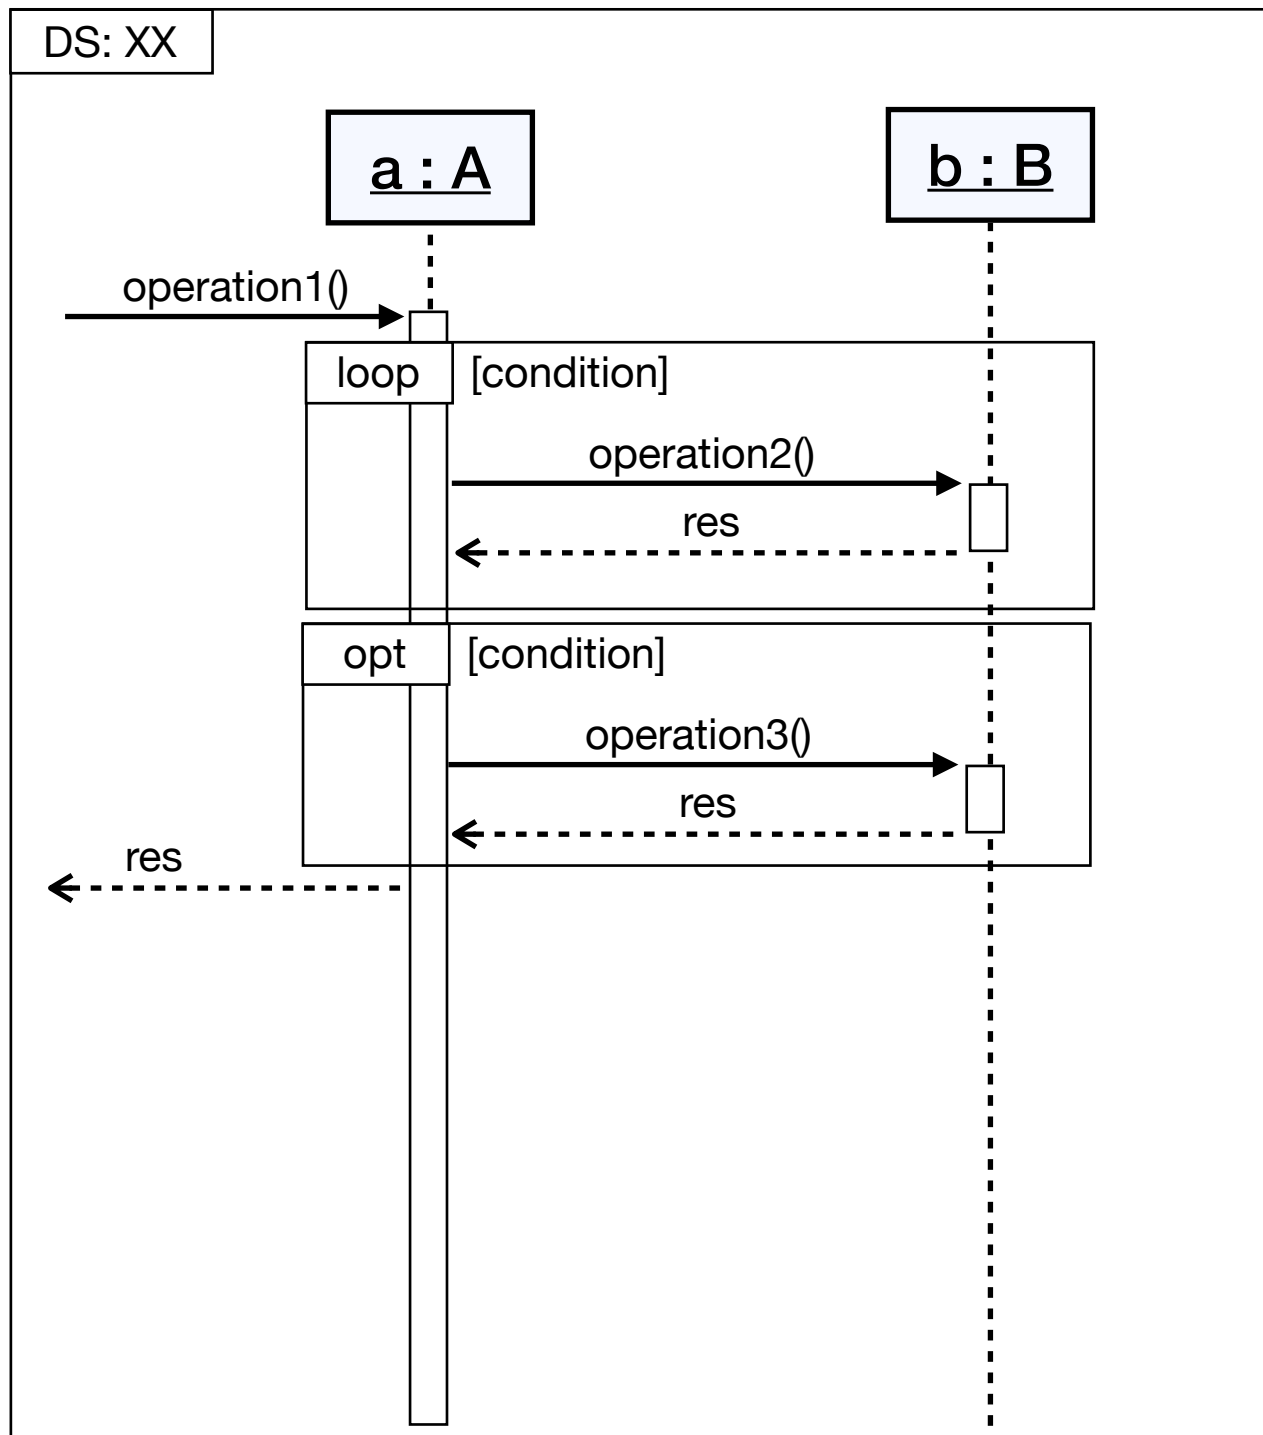 DS: XX
a : A
b : B
operation1()
loop
[condition]
operation2()
res
opt
[condition]
operation3()
res
res